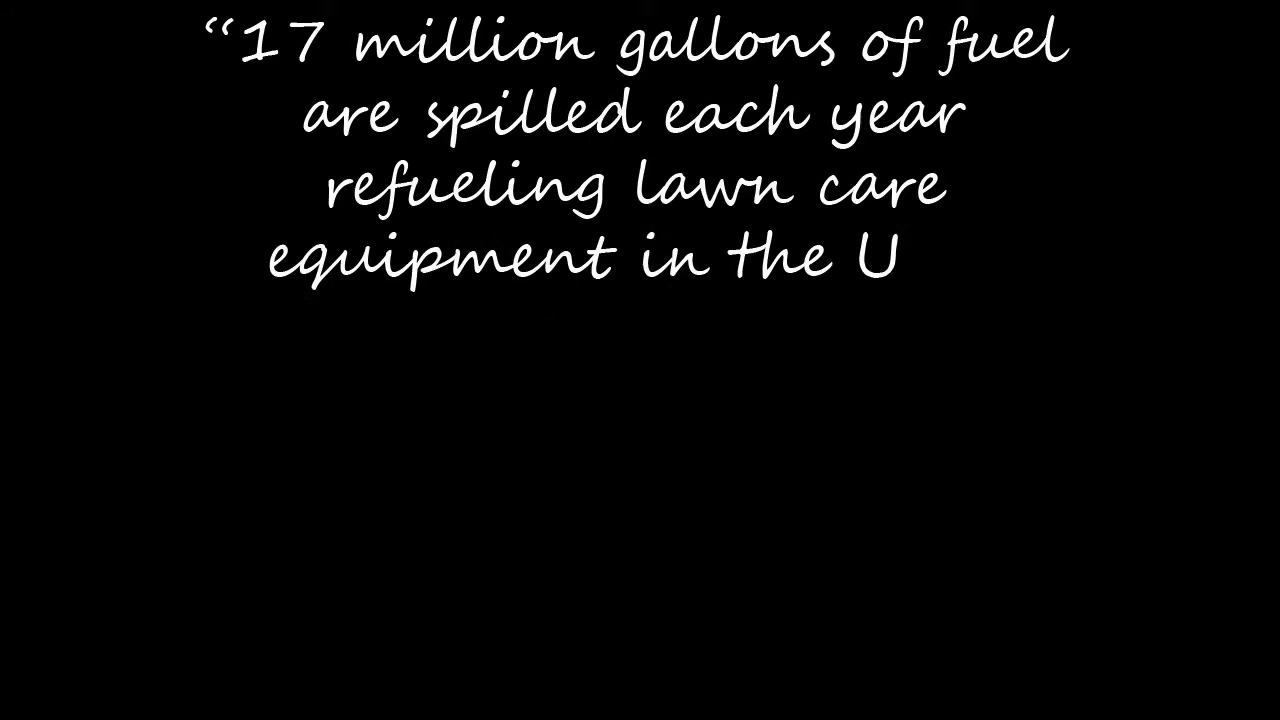 “17 million gallons of fuel
are spilled each year
refueling lawn care
equipment in the U